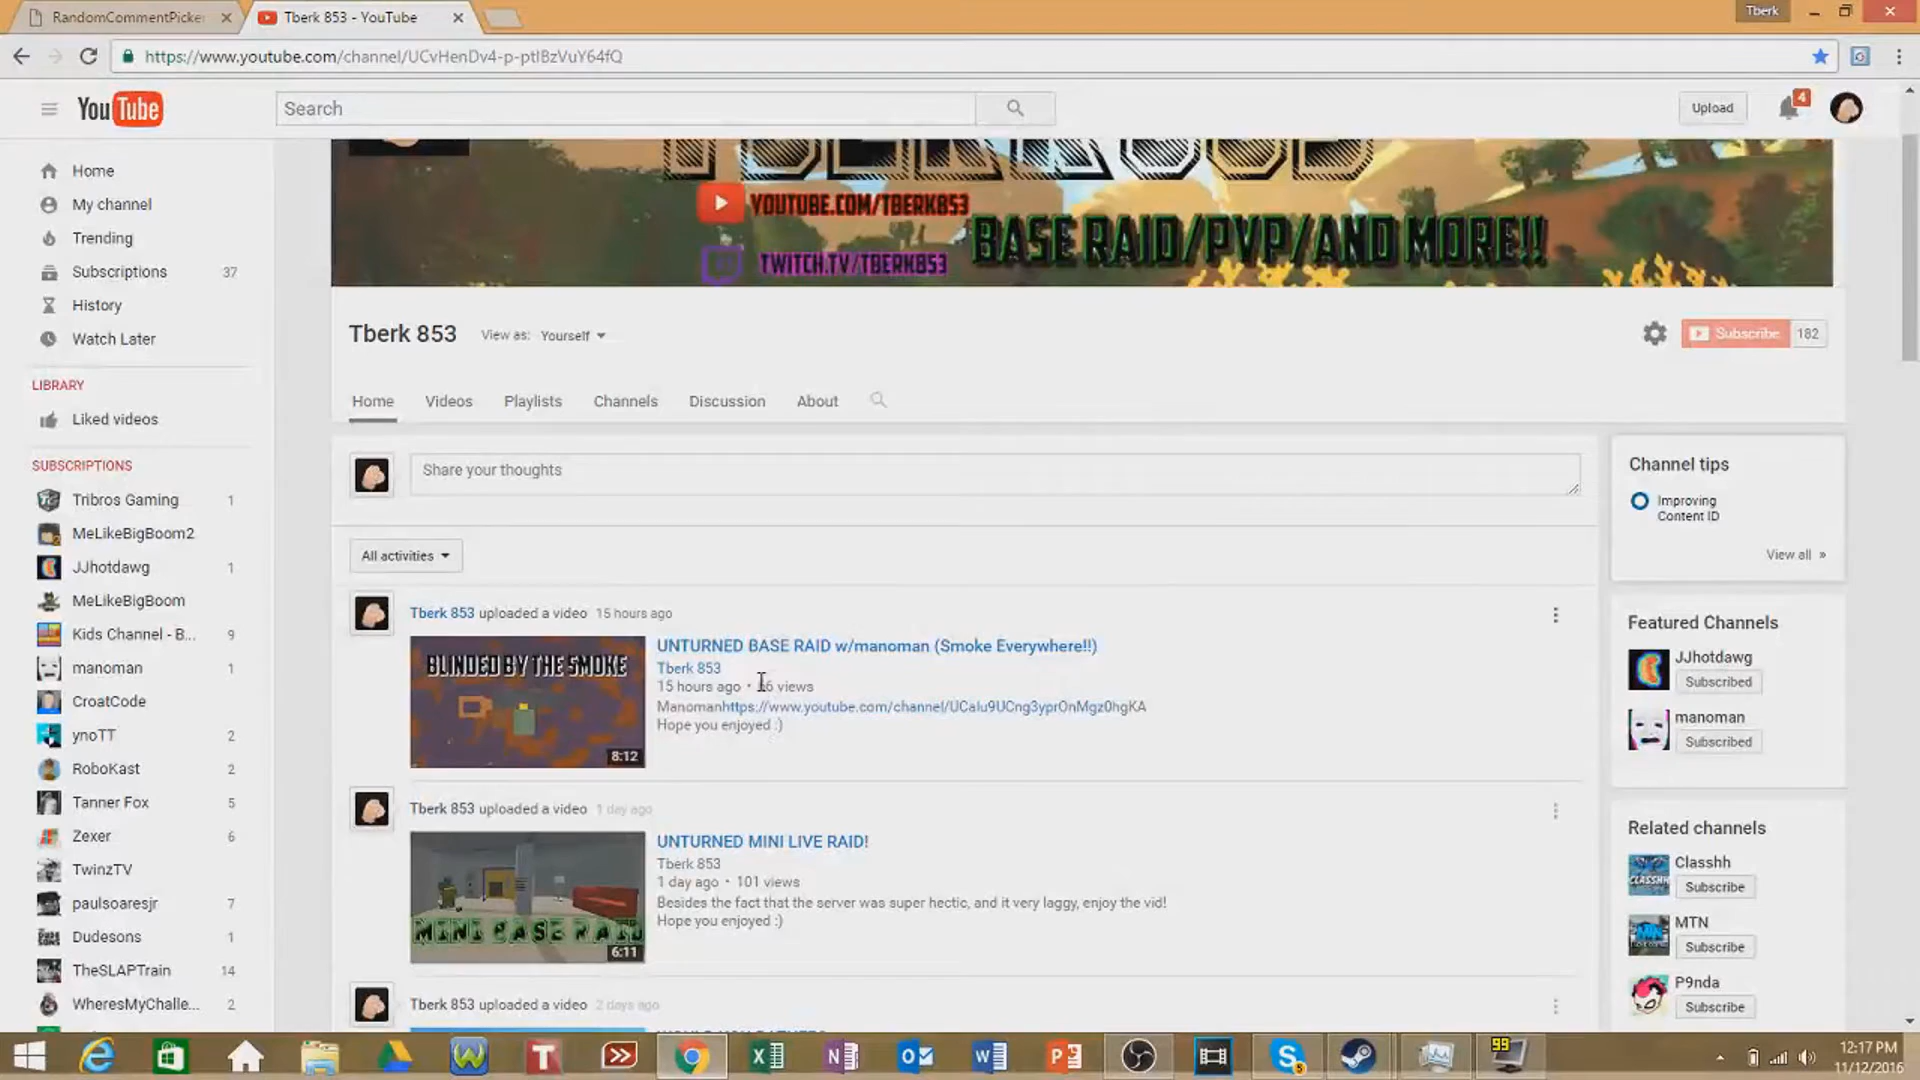 RandomCommentPicke
Tberk 853 - YouTube
Tberk
https://www.youtube.com/channel/UCvHenDv4-p-ptlBzVuY64fQ
YouTube
Search
Upload
4
Home
My channel
Trending
Subscriptions 37
History
Watch Later
LIBRARY
Liked videos
SUBSCRIPTIONS
Tribros Gaming 1
MeLikeBigBoom2
JJhotdawg 1
MeLikeBigBoom
Kids Channel - B... 9
manoman 1
CroatCode
ynoTT 2
RoboKast 2
Tanner Fox 5
Zexer 6
TwinzTV
paulsoaresjr 7
Dudesons 1
TheSLAPTrain 14
WheresMyChalle... 2
TBERK853
YOUTUBE.COM/TBERK853
TWITCH.TV/TBERK853
BASE RAID/PVP/AND MORE!!
Tberk 853 View as: Yourself
Subscribe 182
Home Videos Playlists Channels Discussion About
Share your thoughts
All activities
Tberk 853 uploaded a video 15 hours ago
BLINDED BY THE SMOKE
8:12
UNTURNED BASE RAID w/manoman (Smoke Everywhere!!)
Tberk 853
15 hours ago • views
Manomanhttps://www.youtube.com/channel/UCalu9UCng3yprOnMgz0hgKA
Hope you enjoyed :)
Tberk 853 uploaded a video 1 day ago
MINI BASE RAID
6:11
UNTURNED MINI LIVE RAID!
Tberk 853
1 day ago • 101 views
Besides the fact that the server was super hectic, and it very laggy, enjoy the vid!
Hope you enjoyed :)
Tberk 853 uploaded a video 2 days ago
Channel tips
Improving
Content ID
View all »
Featured Channels
JJhotdawg
Subscribed
manoman
Subscribed
Related channels
Classhh
Subscribe
MTN
Subscribe
P9nda
Subscribe
99
12:17 PM
11/12/2016